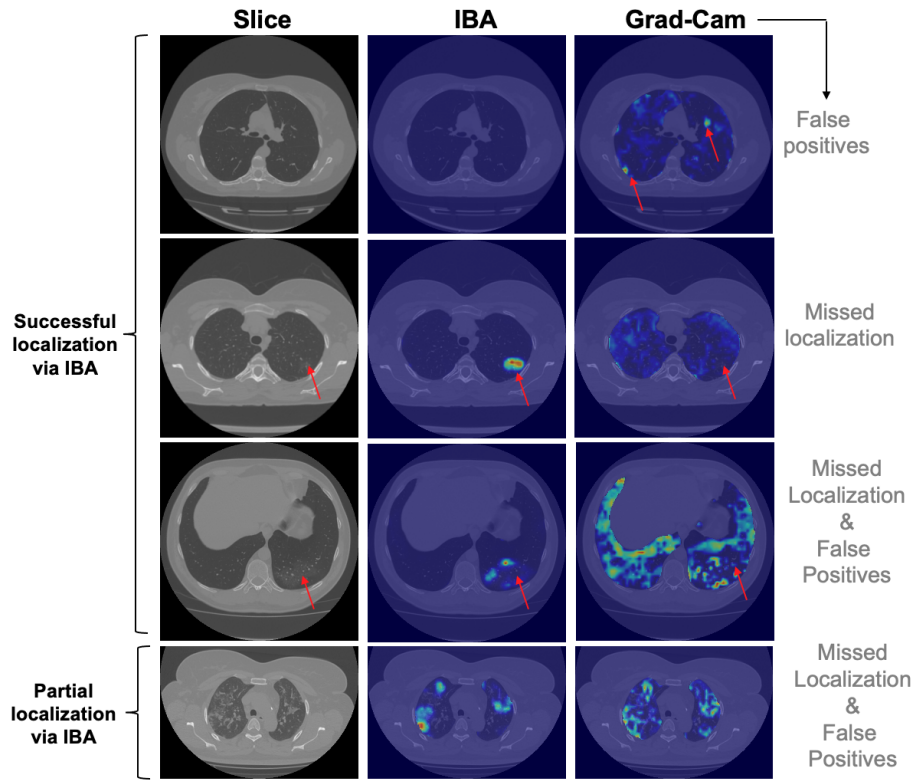 Slice
IBA
Grad-Cam
False
positives
Successful
localization
via IBA
Missed
localization
Missed
Localization
&
False
Positives
Partial
localization
via IBA
Missed
Localization
&
False
Positives